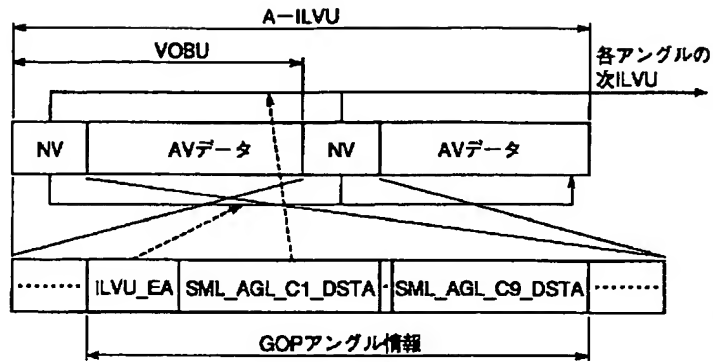 A－ILVU
VOBU
各アングルの
次ILVU
NV AVデータ NV AVデータ
········ ILVU_EA SML_AGL_C1_DSTA ·· SML_AGL_C9_DSTA ········
GOPアングル情報